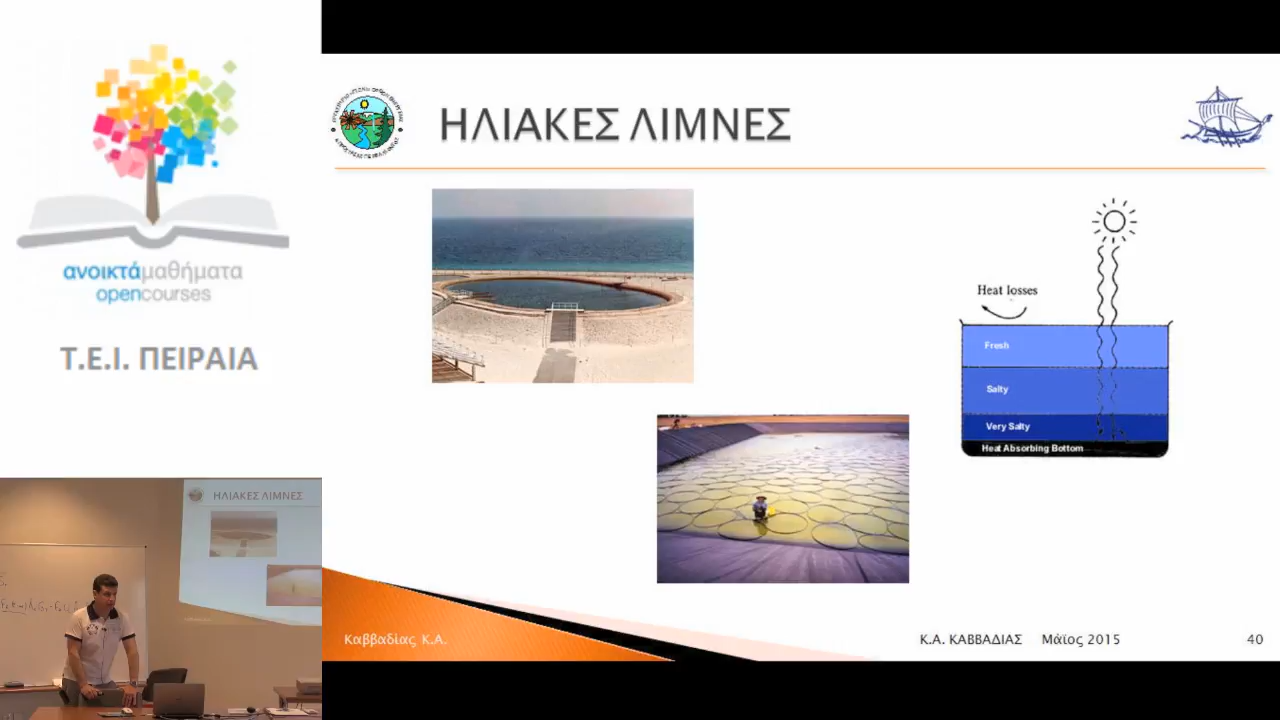 ανοικτάμαθήματα
opencourses
Τ.Ε.Ι. ΠΕΙΡΑΙΑ
ΗΛΙΑΚΕΣ ΛΙΜΝΕΣ
Heat losses
Fresh
Salty
Very Salty
Heat Absorbing Bottom
ΗΛΙΑΚΕΣ ΛΙΜΝΕΣ
Καββαδίας Κ.Α.
Κ.Α. ΚΑΒΒΑΔΙΑΣ Μάϊος 2015
40